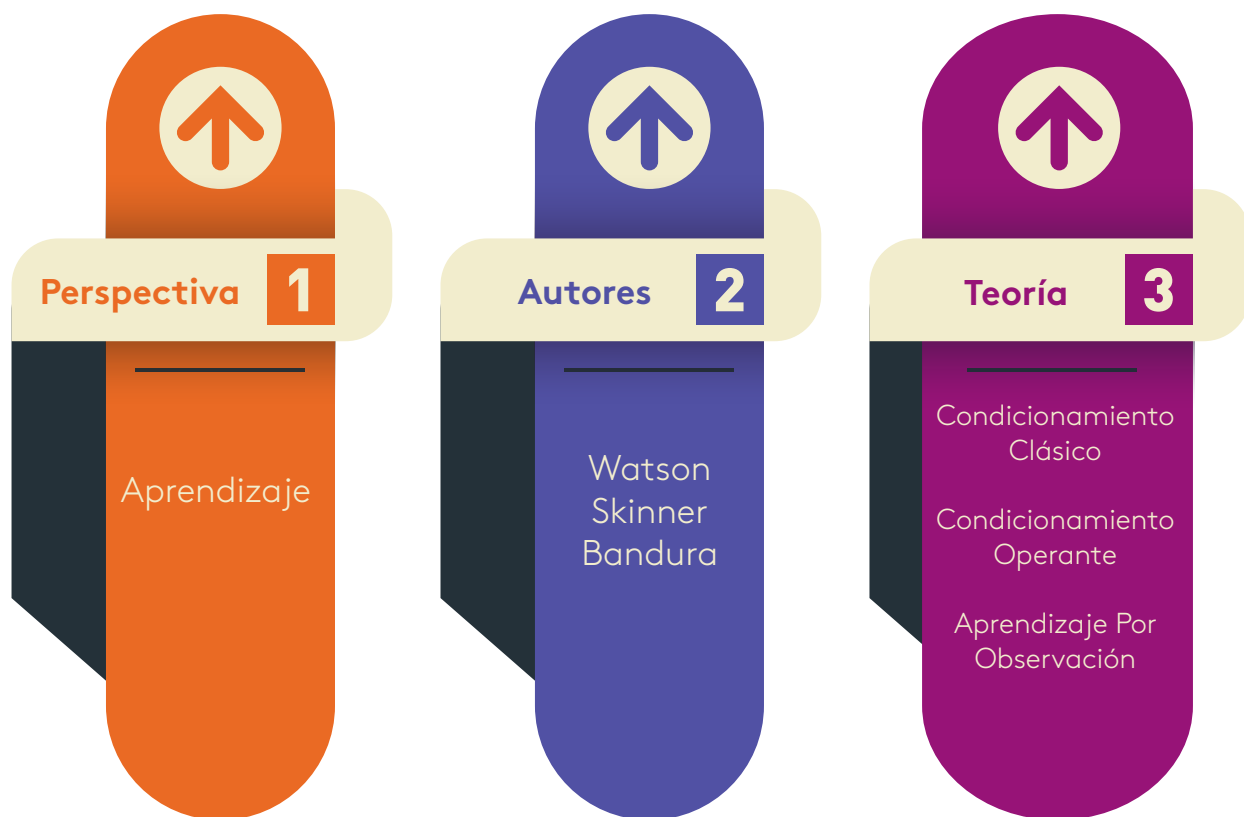 Perspectiva 1
Aprendizaje
Autores 2
Watson
Skinner
Bandura
Teoría 3
Condicionamiento
Clásico
Condicionamiento
Operante
Aprendizaje Por
Observación